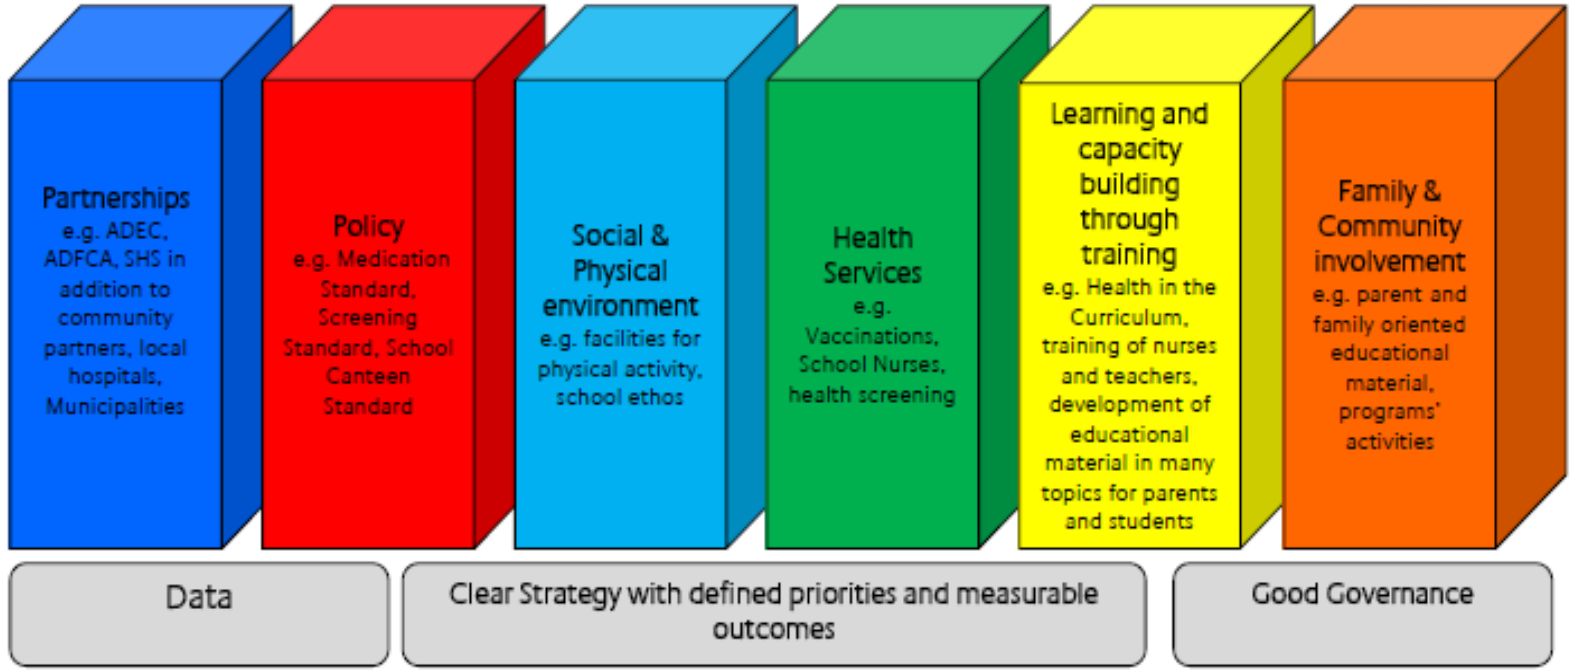 Partnerships
e.g. ADEC,
ADFCA, SHS in
addition to
community
partners, local
hospitals,
Municipalities
Policy
e.g. Medication
Standard,
Screening
Standard, School
Canteen
Standard
Social &
Physical
environment
e.g. facilities for
physical activity,
school ethos
Health
Services
e.g.
Vaccinations,
School Nurses,
health screening
Learning and
capacity
building
through
training
e.g. Health in the
Curriculum,
training of nurses
and teachers,
development of
educational
material in many
topics for parents
and students
Family &
Community
involvement
e.g. parent and
family oriented
educational
material,
programs'
activities
Data
Clear Strategy with defined priorities and measurable
outcomes
Good Governance